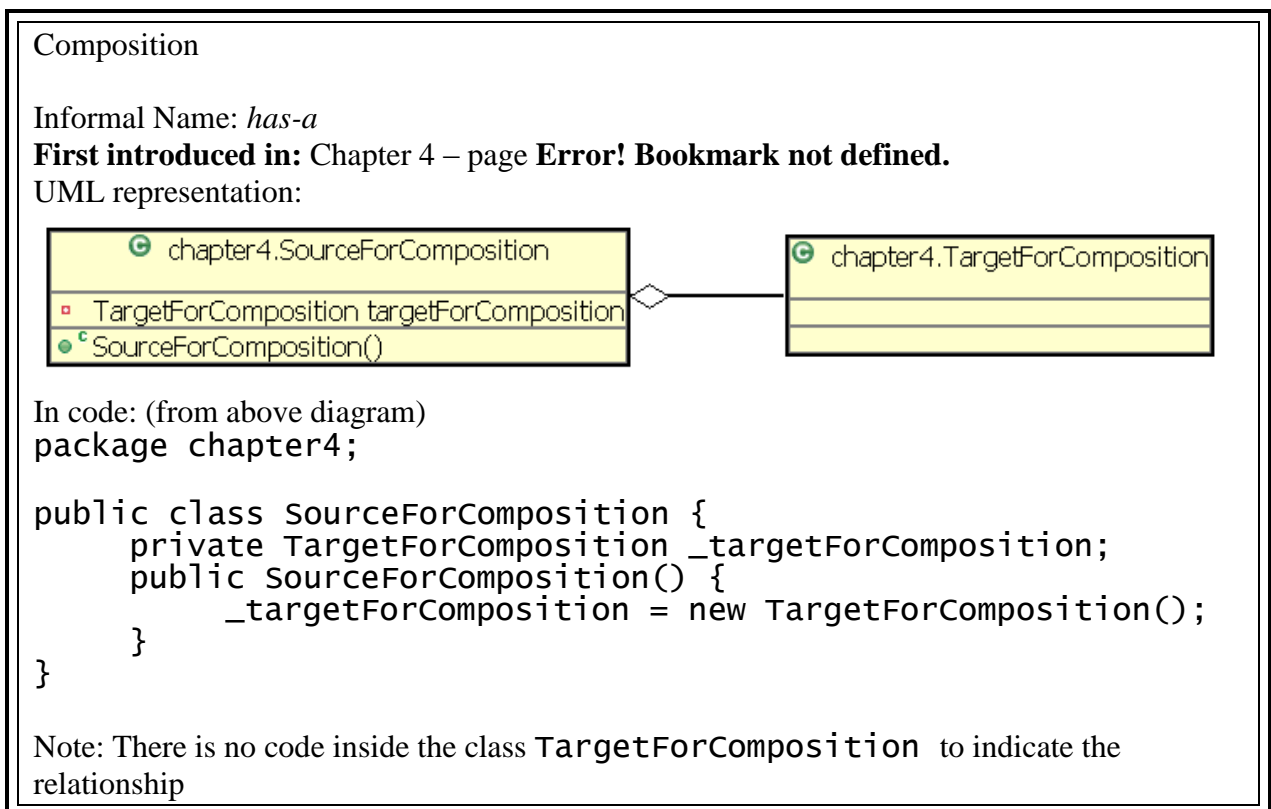 Composition
Informal Name: has-a
First introduced in: Chapter 4 – page Error! Bookmark not defined.
UML representation:
chapter4.SourceForComposition
TargetForComposition targetForComposition
C SourceForComposition()
C chapter4.TargetForComposition
In code: (from above diagram)
package chapter4;
public class SourceForComposition {
private TargetForComposition _targetForComposition;
public SourceForComposition() {
_targetForComposition = new TargetForComposition();
}
}
Note: There is no code inside the class TargetForComposition to indicate the
relationship